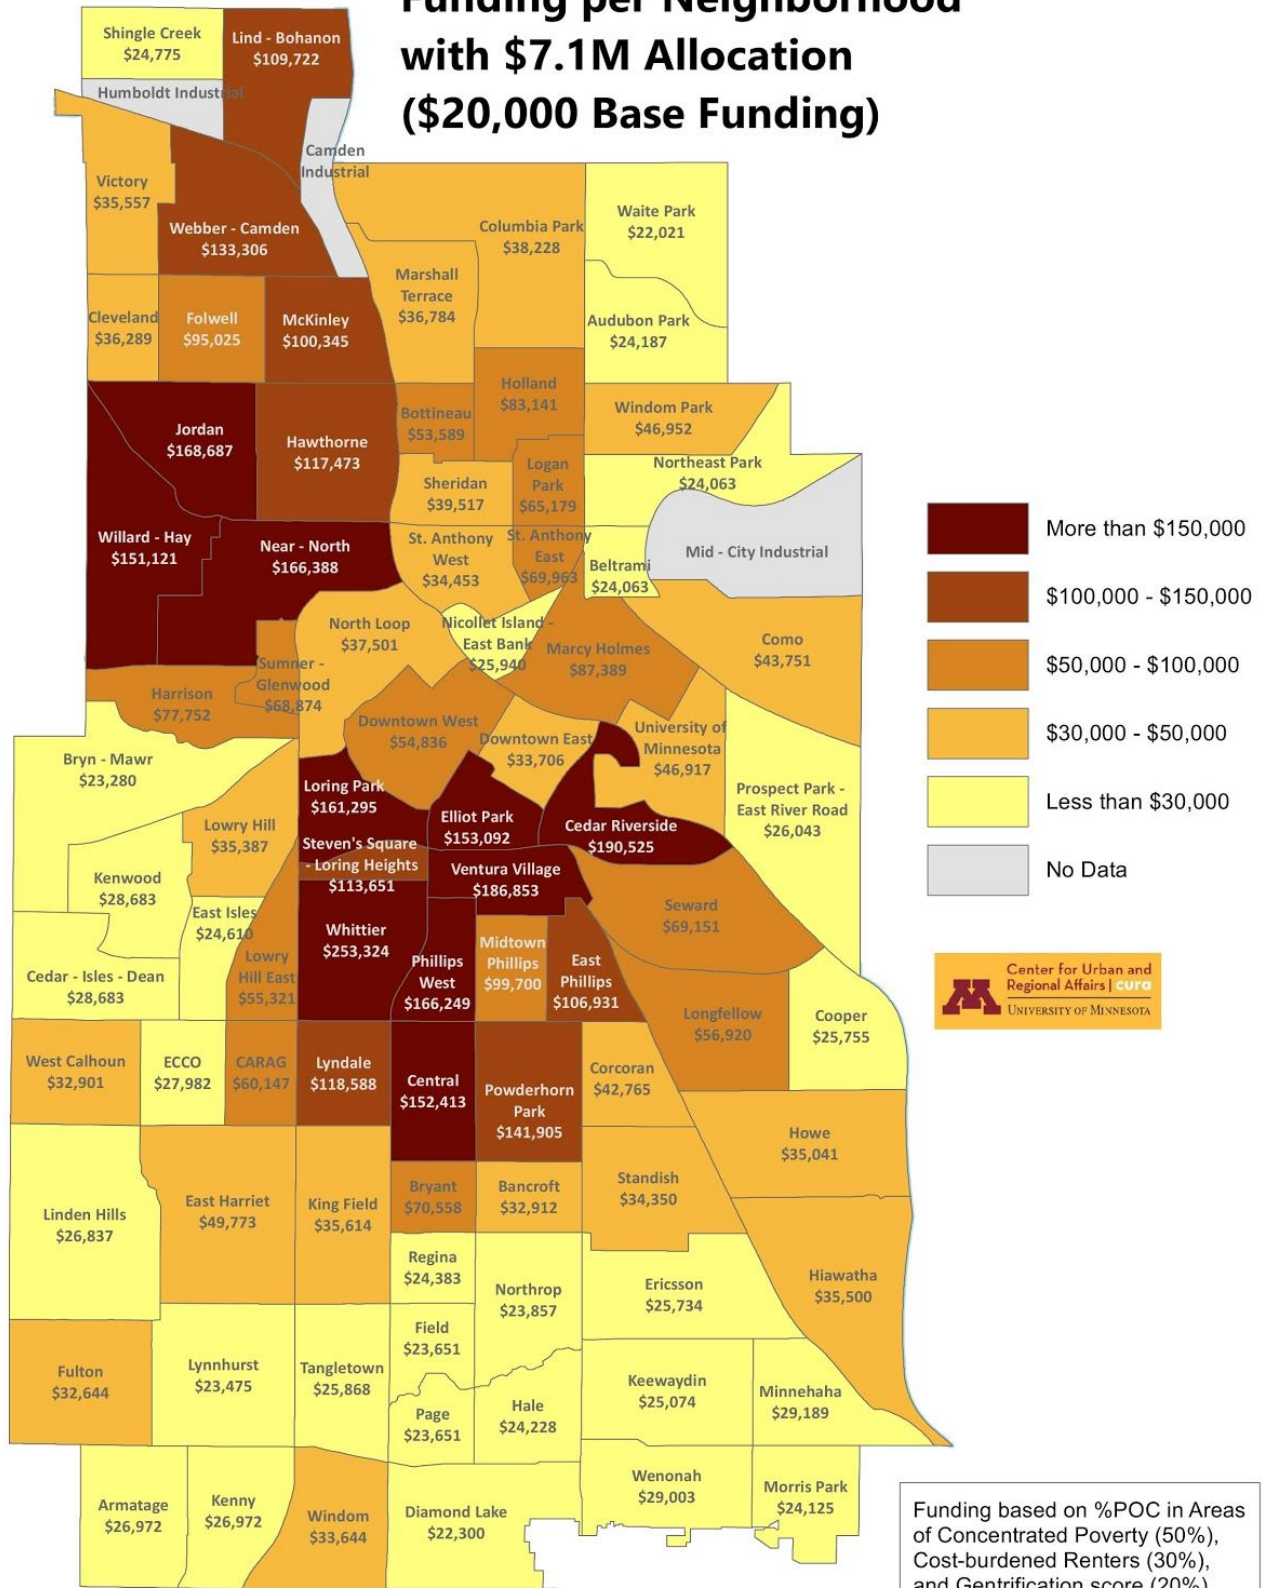 Funding per Neighborhood
with $7.1M Allocation
($20,000 Base Funding)
Shingle Creek
$24,775
Lind - Bohanon
$109,722
Humboldt Industrial
Camden
Industrial
Victory
$35,557
Webber - Camden
$133,306
Columbia Park
$38,228
Waite Park
$22,021
Marshall
Terrace
$36,784
Cleveland
$36,289
Folwell
$95,025
McKinley
$100,345
Audubon Park
$24,187
Holland
$83,141
Bottineau
$53,589
Windom Park
$46,952
Jordan
$168,687
Hawthorne
$117,473
Northeast Park
$24,063
Sheridan
$39,517
Logan
Park
$65,179
Willard - Hay
$151,121
Near - North
$166,388
St. Anthony
West
$34,453
St. Anthony
East
$69,963
Beltrami
$24,063
Mid - City Industrial
North Loop
$37,501
Nicollet Island -
East Bank
$25,940
Marcy Holmes
$87,389
Como
$43,751
Sumner -
Glenwood
$68,874
Harrison
$77,752
Downtown West
$54,836
Downtown East
$33,706
University of
Minnesota
$46,917
Bryn - Mawr
$23,280
Loring Park
$161,295
Elliot Park
$153,092
Cedar Riverside
$190,525
Prospect Park -
East River Road
$26,043
Lowry Hill
$35,387
Steven's Square
- Loring Heights
$113,651
Ventura Village
$186,853
Kenwood
$28,683
East Isles
$24,610
Seward
$69,151
Whittier
$253,324
Lowry
Hill East
$55,321
Phillips
West
$166,249
Midtown
Phillips
$99,700
East
Phillips
$106,931
Cedar - Isles - Dean
$28,683
Longfellow
$56,920
Cooper
$25,755
West Calhoun
$32,901
ECCO
$27,982
CARAG
$60,147
Lyndale
$118,588
Central
$152,413
Powderhorn
Park
$141,905
Corcoran
$42,765
Howe
$35,041
Linden Hills
$26,837
East Harriet
$49,773
King Field
$35,614
Bryant
$70,558
Bancroft
$32,912
Standish
$34,350
Regina
$24,383
Northrop
$23,857
Ericsson
$25,734
Hiawatha
$35,500
Field
$23,651
Fulton
$32,644
Lynnhurst
$23,475
Tangletown
$25,868
Page
$23,651
Hale
$24,228
Keewaydin
$25,074
Minnehaha
$29,189
Armatage
$26,972
Kenny
$26,972
Windom
$33,644
Diamond Lake
$22,300
Wenonah
$29,003
Morris Park
$24,125
More than $150,000
$100,000 - $150,000
$50,000 - $100,000
$30,000 - $50,000
Less than $30,000
No Data
M
Center for Urban and
Regional Affairs | cura
UNIVERSITY OF MINNESOTA
Funding based on %POC in Areas
of Concentrated Poverty (50%),
Cost-burdened Renters (30%),
and Gentrification score (20%)